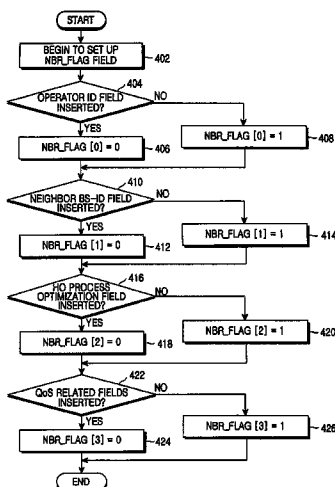 START
BEGIN TO SET UP
NBR_FLAG FIELD
402
404
OPERATOR ID FIELD
INSERTED?
NO
YES
NBR_FLAG [0] = 0
406
NBR_FLAG [0] = 1
408
410
NEIGHBOR BS-ID FIELD
INSERTED?
NO
YES
NBR_FLAG [1] = 0
412
NBR_FLAG [1] = 1
414
416
HO PROCESS
OPTIMIZATION FIELD
INSERTED?
NO
YES
NBR_FLAG [2] = 0
418
NBR_FLAG [2] = 1
420
422
QoS RELATED FIELDS
INSERTED?
NO
YES
NBR_FLAG [3] = 0
424
NBR_FLAG [3] = 1
426
END